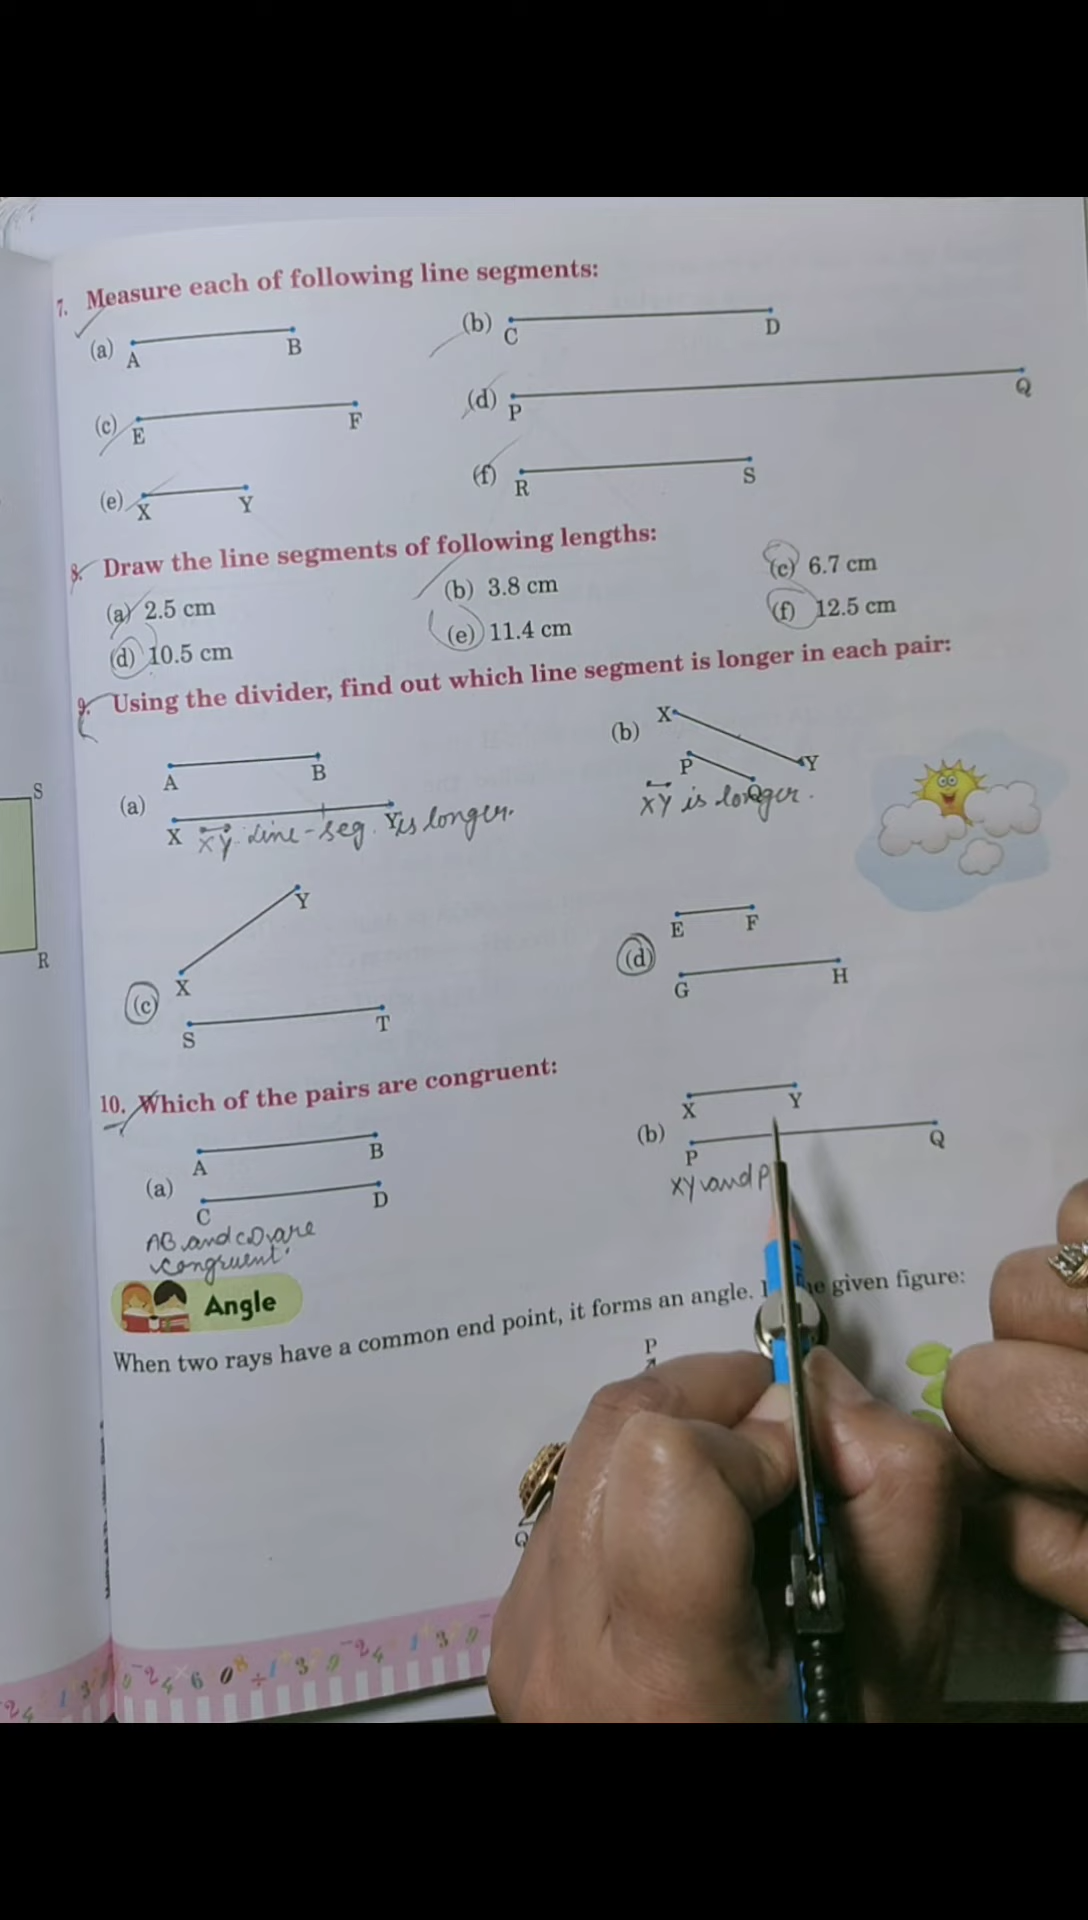 7. Measure each of following line segments:
(a) A B (b) C D
(c) E F (d) P Q
(e) X Y (f) R S
8. Draw the line segments of following lengths:
(a) 2.5 cm (b) 3.8 cm (c) 6.7 cm
(d) 10.5 cm (e) 11.4 cm (f) 12.5 cm
9. Using the divider, find out which line segment is longer in each pair:
A B
(a)
X Y
XY Line-seg. is longer.
(b) X Y
P Q
XY is longer.
S
R
Y
X
(c)
S T
E F
(d)
G H
10. Which of the pairs are congruent:
A B
(a)
C D
AB and CD are
congruent.
X Y
(b)
P Q
XY and P
Angle
When two rays have a common end point, it forms an angle. given figure:
P
Q